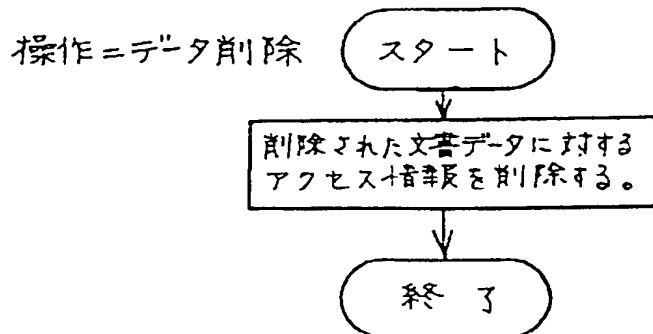 操作=データ削除
スタート
削除された文書データに対する
アクセス情報を削除する。
終了